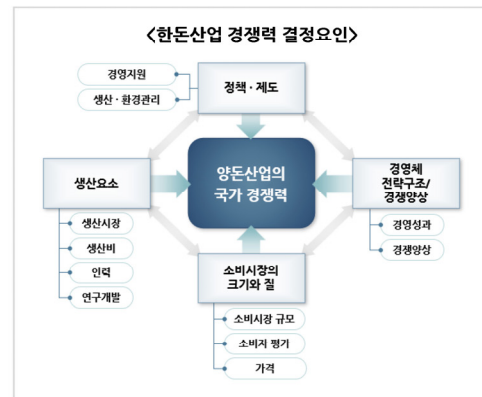 <한돈산업 경쟁력 결정요인>
경영지원
생산·환경관리
정책·제도
생산요소
생산시장
생산비
인력
연구개발
양돈산업의
국가 경쟁력
경영체
전략구조/
경쟁양상
경영성과
경쟁양상
소비시장의
크기와 질
소비시장 규모
소비자 평가
가격